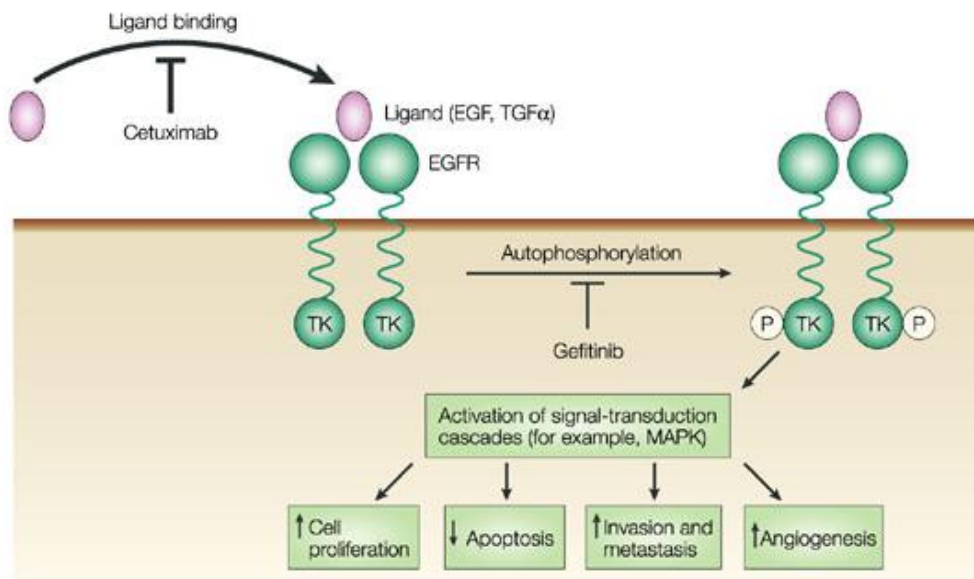 Ligand binding
Cetuximab
Ligand (EGF, TGFα)
EGFR
Autophosphorylation
TK
TK
P
TK
TK
P
Gefitinib
Activation of signal-transduction
cascades (for example, MAPK)
↑ Cell
proliferation
↓ Apoptosis
↑ Invasion and
metastasis
↑ Angiogenesis